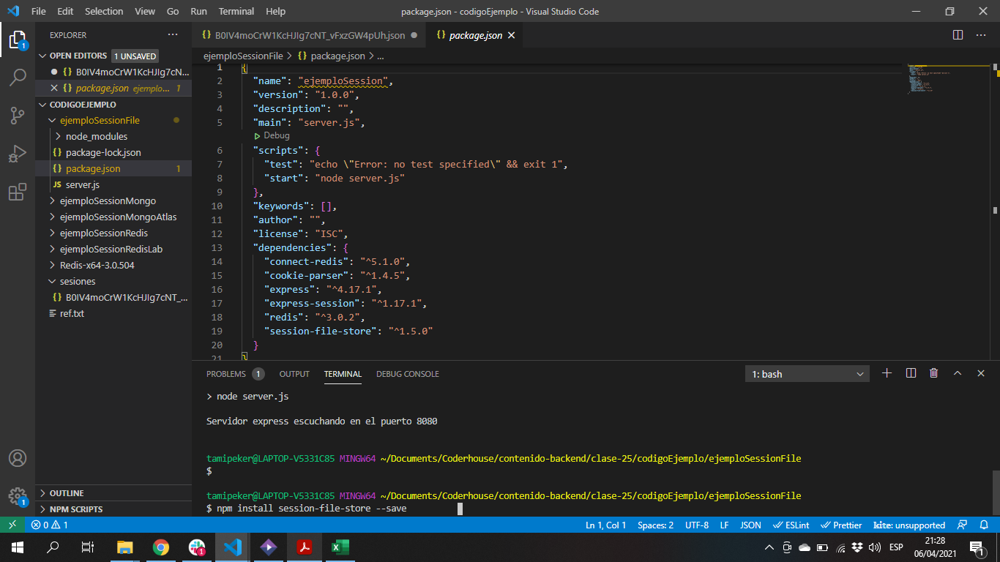 File Edit Selection View Go Run Terminal Help package.json - codigoEjemplo - Visual Studio Code
EXPLORER
OPEN EDITORS 1 UNSAVED
B0IV4moCrW1KcHJIg7cN...
package.json ejemplo... 1
CODIGOEJEMPLO
ejemploSessionFile
node_modules
package-lock.json
package.json 1
JS server.js
ejemploSessionMongo
ejemploSessionMongoAtlas
ejemploSessionRedis
ejemploSessionRedisLab
Redis-x64-3.0.504
sesiones
B0IV4moCrW1KcHJIg7cNT_...
ref.txt
OUTLINE
NPM SCRIPTS
B0IV4moCrW1KcHJIg7cNT_vFxzGW4pUh.json package.json
ejemploSessionFile > {} package.json > ...
1 {
2 "name": "ejemploSession",
3 "version": "1.0.0",
4 "description": "",
5 "main": "server.js",
Debug
6 "scripts": {
7 "test": "echo \"Error: no test specified\" && exit 1",
8 "start": "node server.js"
9 },
10 "keywords": [],
11 "author": "",
12 "license": "ISC",
13 "dependencies": {
14 "connect-redis": "^5.1.0",
15 "cookie-parser": "^1.4.5",
16 "express": "^4.17.1",
17 "express-session": "^1.17.1",
18 "redis": "^3.0.2",
19 "session-file-store": "^1.5.0"
20 }
21 }
PROBLEMS 1 OUTPUT TERMINAL DEBUG CONSOLE 1: bash
> node server.js
Servidor express escuchando en el puerto 8080
tamipeker@LAPTOP-V5331C85 MINGW64 ~/Documents/Coderhouse/contenido-backend/clase-25/codigoEjemplo/ejemploSessionFile
$
tamipeker@LAPTOP-V5331C85 MINGW64 ~/Documents/Coderhouse/contenido-backend/clase-25/codigoEjemplo/ejemploSessionFile
$ npm install session-file-store --save
0 1 Ln 1, Col 1 Spaces: 2 UTF-8 LF JSON ESLint Prettier kite: unsupported
ESP 21:28
06/04/2021